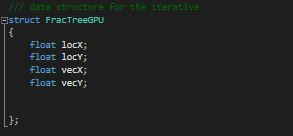 /// data structure for the iterative
struct FracTreeGPU
{
float locX;
float locY;
float vecX;
float vecY;
};